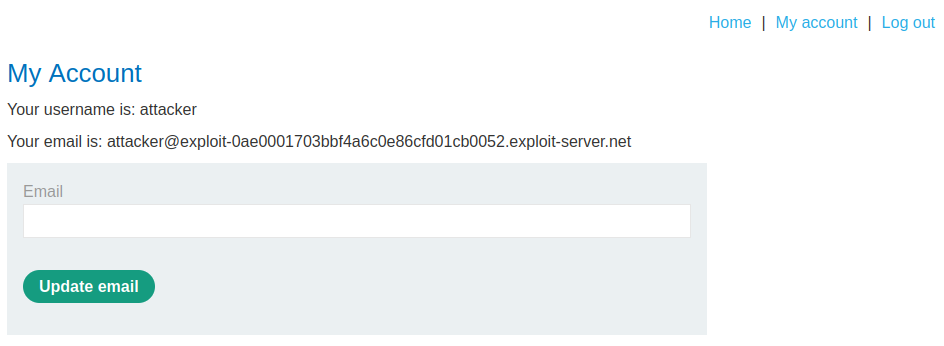 Home | My account | Log out
My Account
Your username is: attacker
Your email is: attacker@exploit-0ae0001703bbf4a6c0e86cfd01cb0052.exploit-server.net
Email
Update email